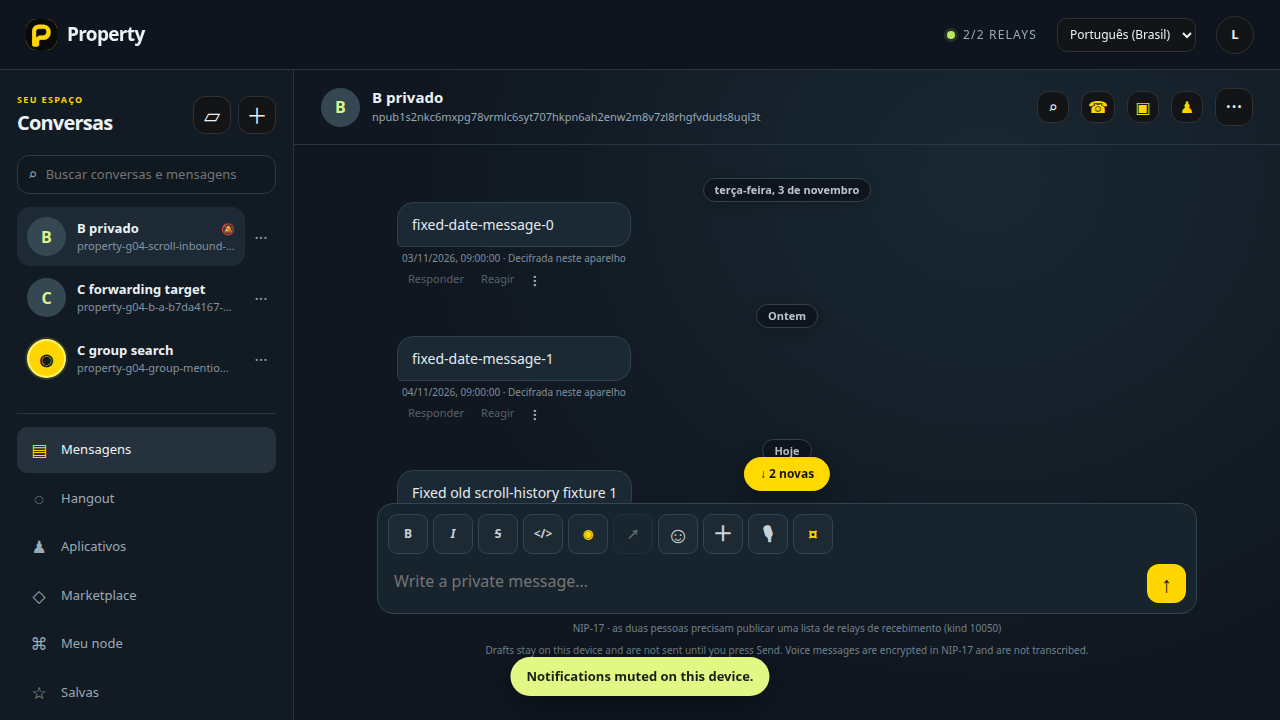 Property
2/2 RELAYS
Português (Brasil)
L
SEU ESPAÇO
Conversas
Buscar conversas e mensagens
B
B privado
property-g04-scroll-inbound-...
C
C forwarding target
property-g04-b-a-b7da4167-...
C group search
property-g04-group-mentio...
Mensagens
Hangout
Aplicativos
Marketplace
Meu node
Salvas
B
B privado
npub1s2nkc6mxpg78vrmlc6syt707hkpn6ah2enw2m8v7zl8rhgfvduds8uql3t
terça-feira, 3 de novembro
fixed-date-message-0
03/11/2026, 09:00:00 · Decifrada neste aparelho
Responder Reagir
Ontem
fixed-date-message-1
04/11/2026, 09:00:00 · Decifrada neste aparelho
Responder Reagir
Hoje
↓ 2 novas
Fixed old scroll-history fixture 1
B I S </>
Write a private message...
NIP-17 · as duas pessoas precisam publicar uma lista de relays de recebimento (kind 10050)
Drafts stay on this device and are not sent until you press Send. Voice messages are encrypted in NIP-17 and are not transcribed.
Notifications muted on this device.